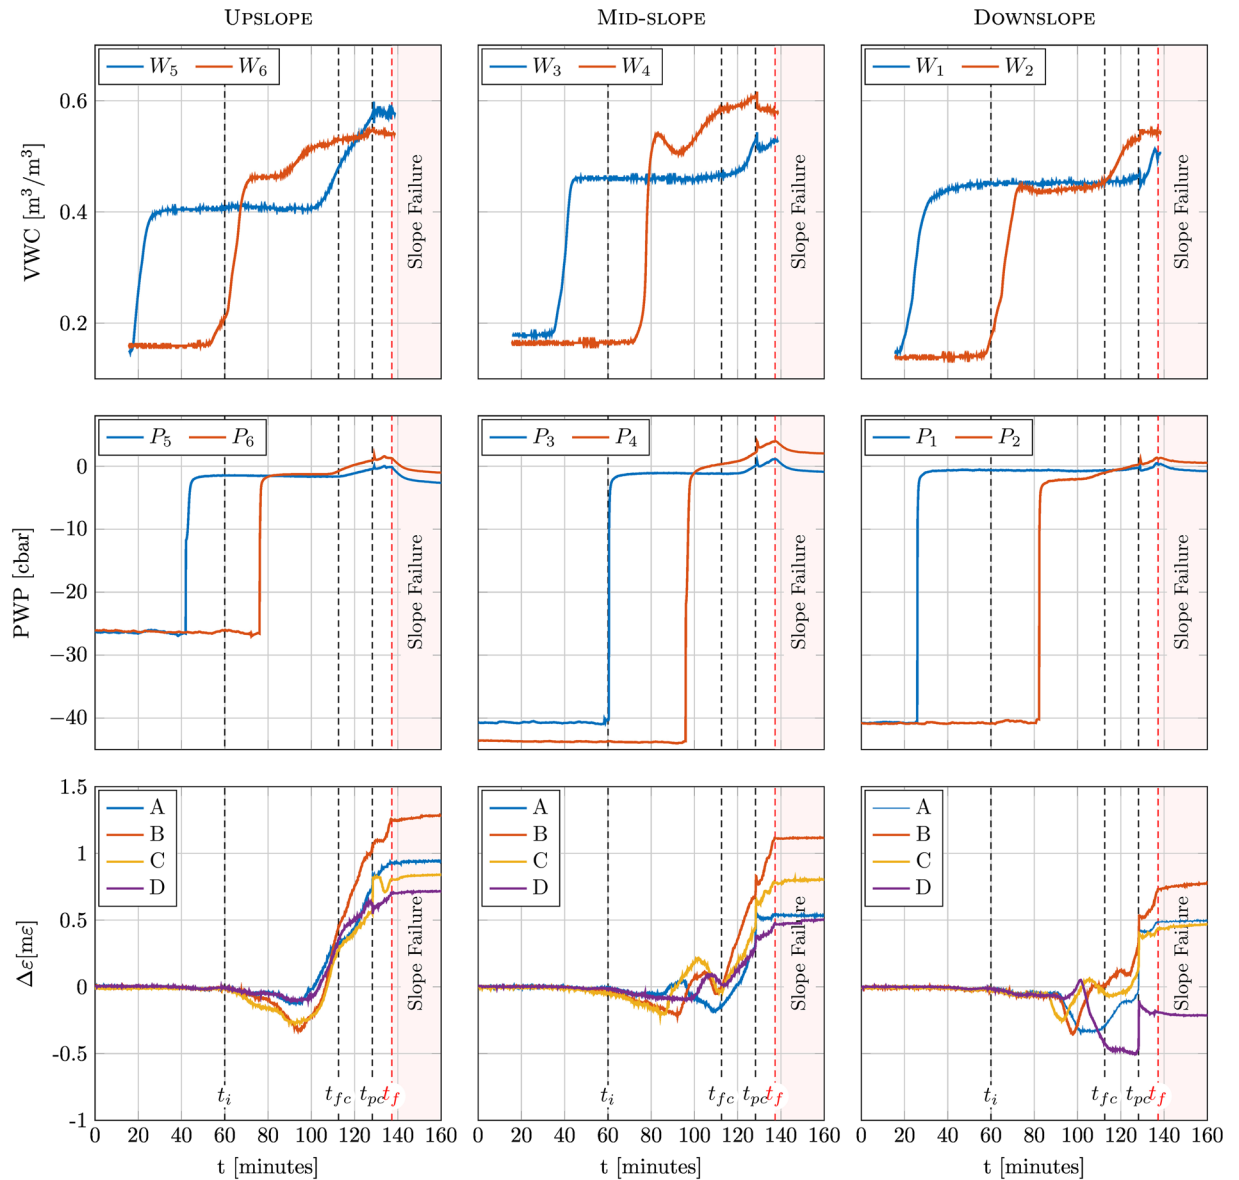 UPSLOPE MID-SLOPE DOWNSLOPE
W5 W6 W3 W4 W1 W2
VWC [m³/m³]
0.6
0.4
0.2
Slope Failure Slope Failure Slope Failure
P5 P6 P3 P4 P1 P2
PWP [cbar]
0
−10
−20
−30
−40
Slope Failure Slope Failure Slope Failure
Δε[mε]
1.5
1
0.5
0
-0.5
-1
A A A
B B B
C C C
D D D
Slope Failure Slope Failure Slope Failure
ti tfc tpc tf ti tfc tpc tf ti tfc tpc tf
0 20 40 60 80 100 120 140 160 0 20 40 60 80 100 120 140 160 0 20 40 60 80 100 120 140 160
t [minutes] t [minutes] t [minutes]